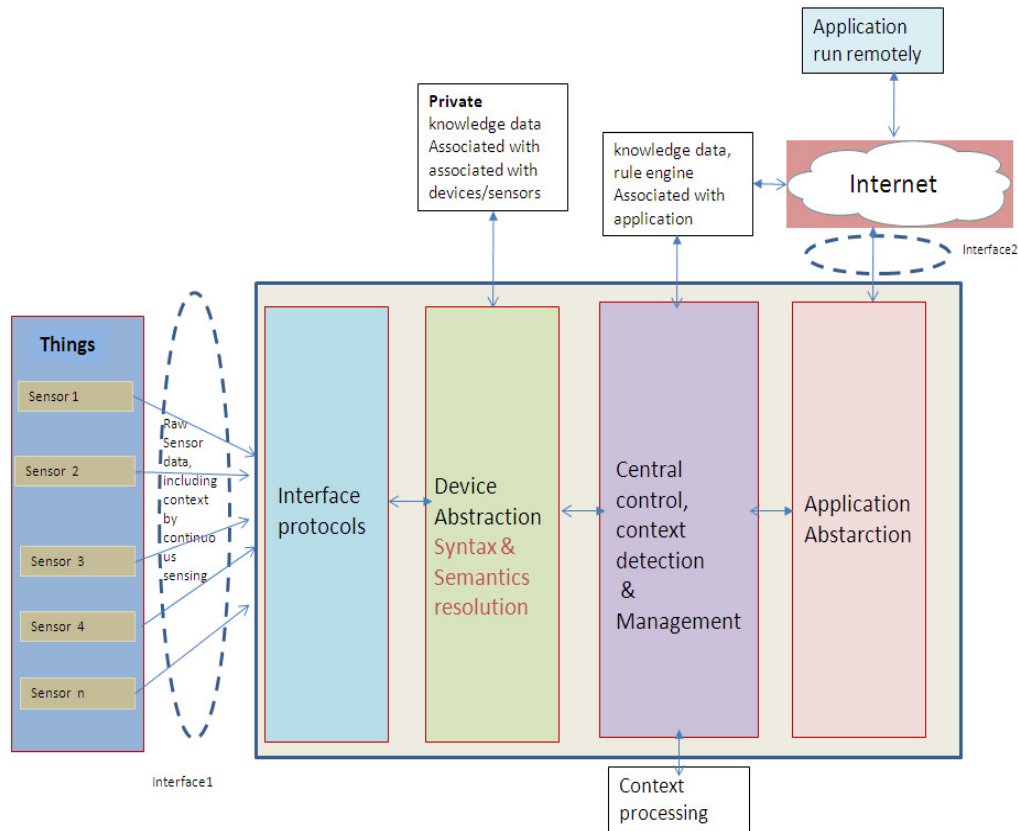 Application
run remotely
Private
knowledge data
Associated with
associated with
devices/sensors
knowledge data,
rule engine
Associated with
application
Internet
Interface2
Things
Sensor 1
Sensor 2
Sensor 3
Sensor 4
Sensor n
Raw
Sensor
data,
including
context
by
continuo
us
sensing
Interface1
Interface
protocols
Device
Abstraction
Syntax &
Semantics
resolution
Central
control,
context
detection
&
Management
Application
Abstarction
Context
processing